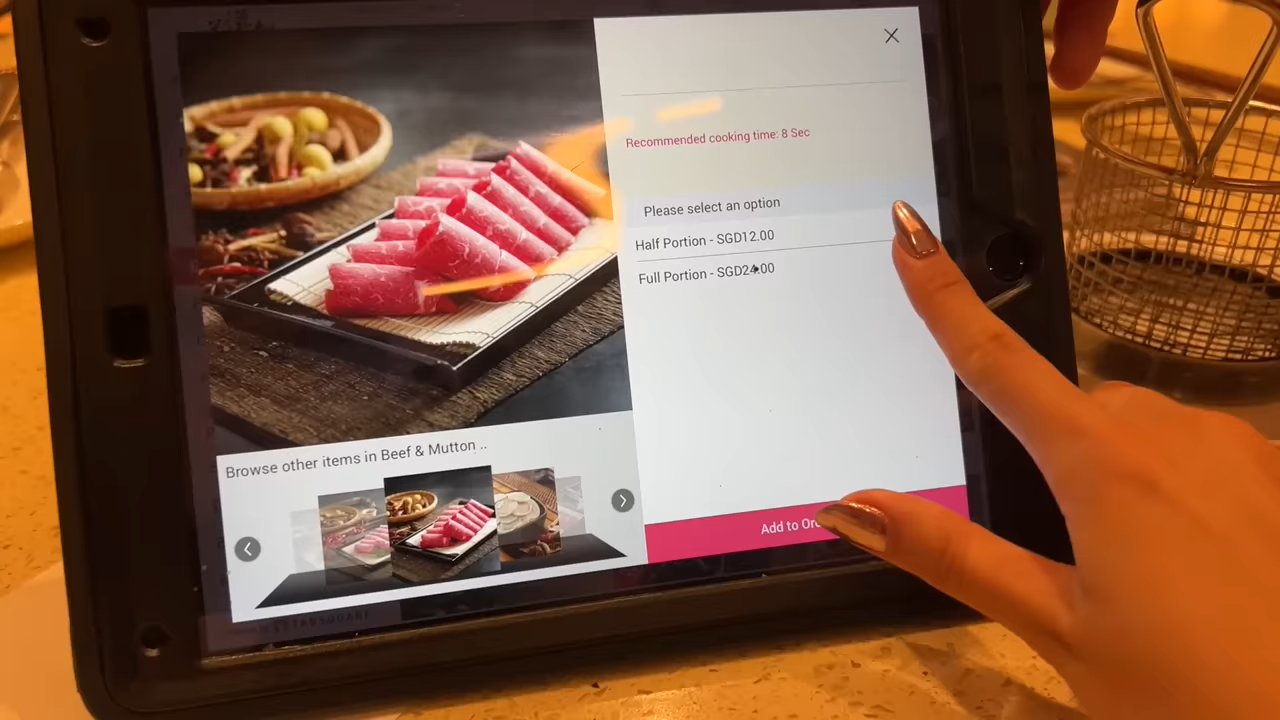 Recommended cooking time: 8 Sec
Please select an option
Half Portion - SGD12.00
Full Portion - SGD24.00
Browse other items in Beef & Mutton ..
Add to
TABSQUARE